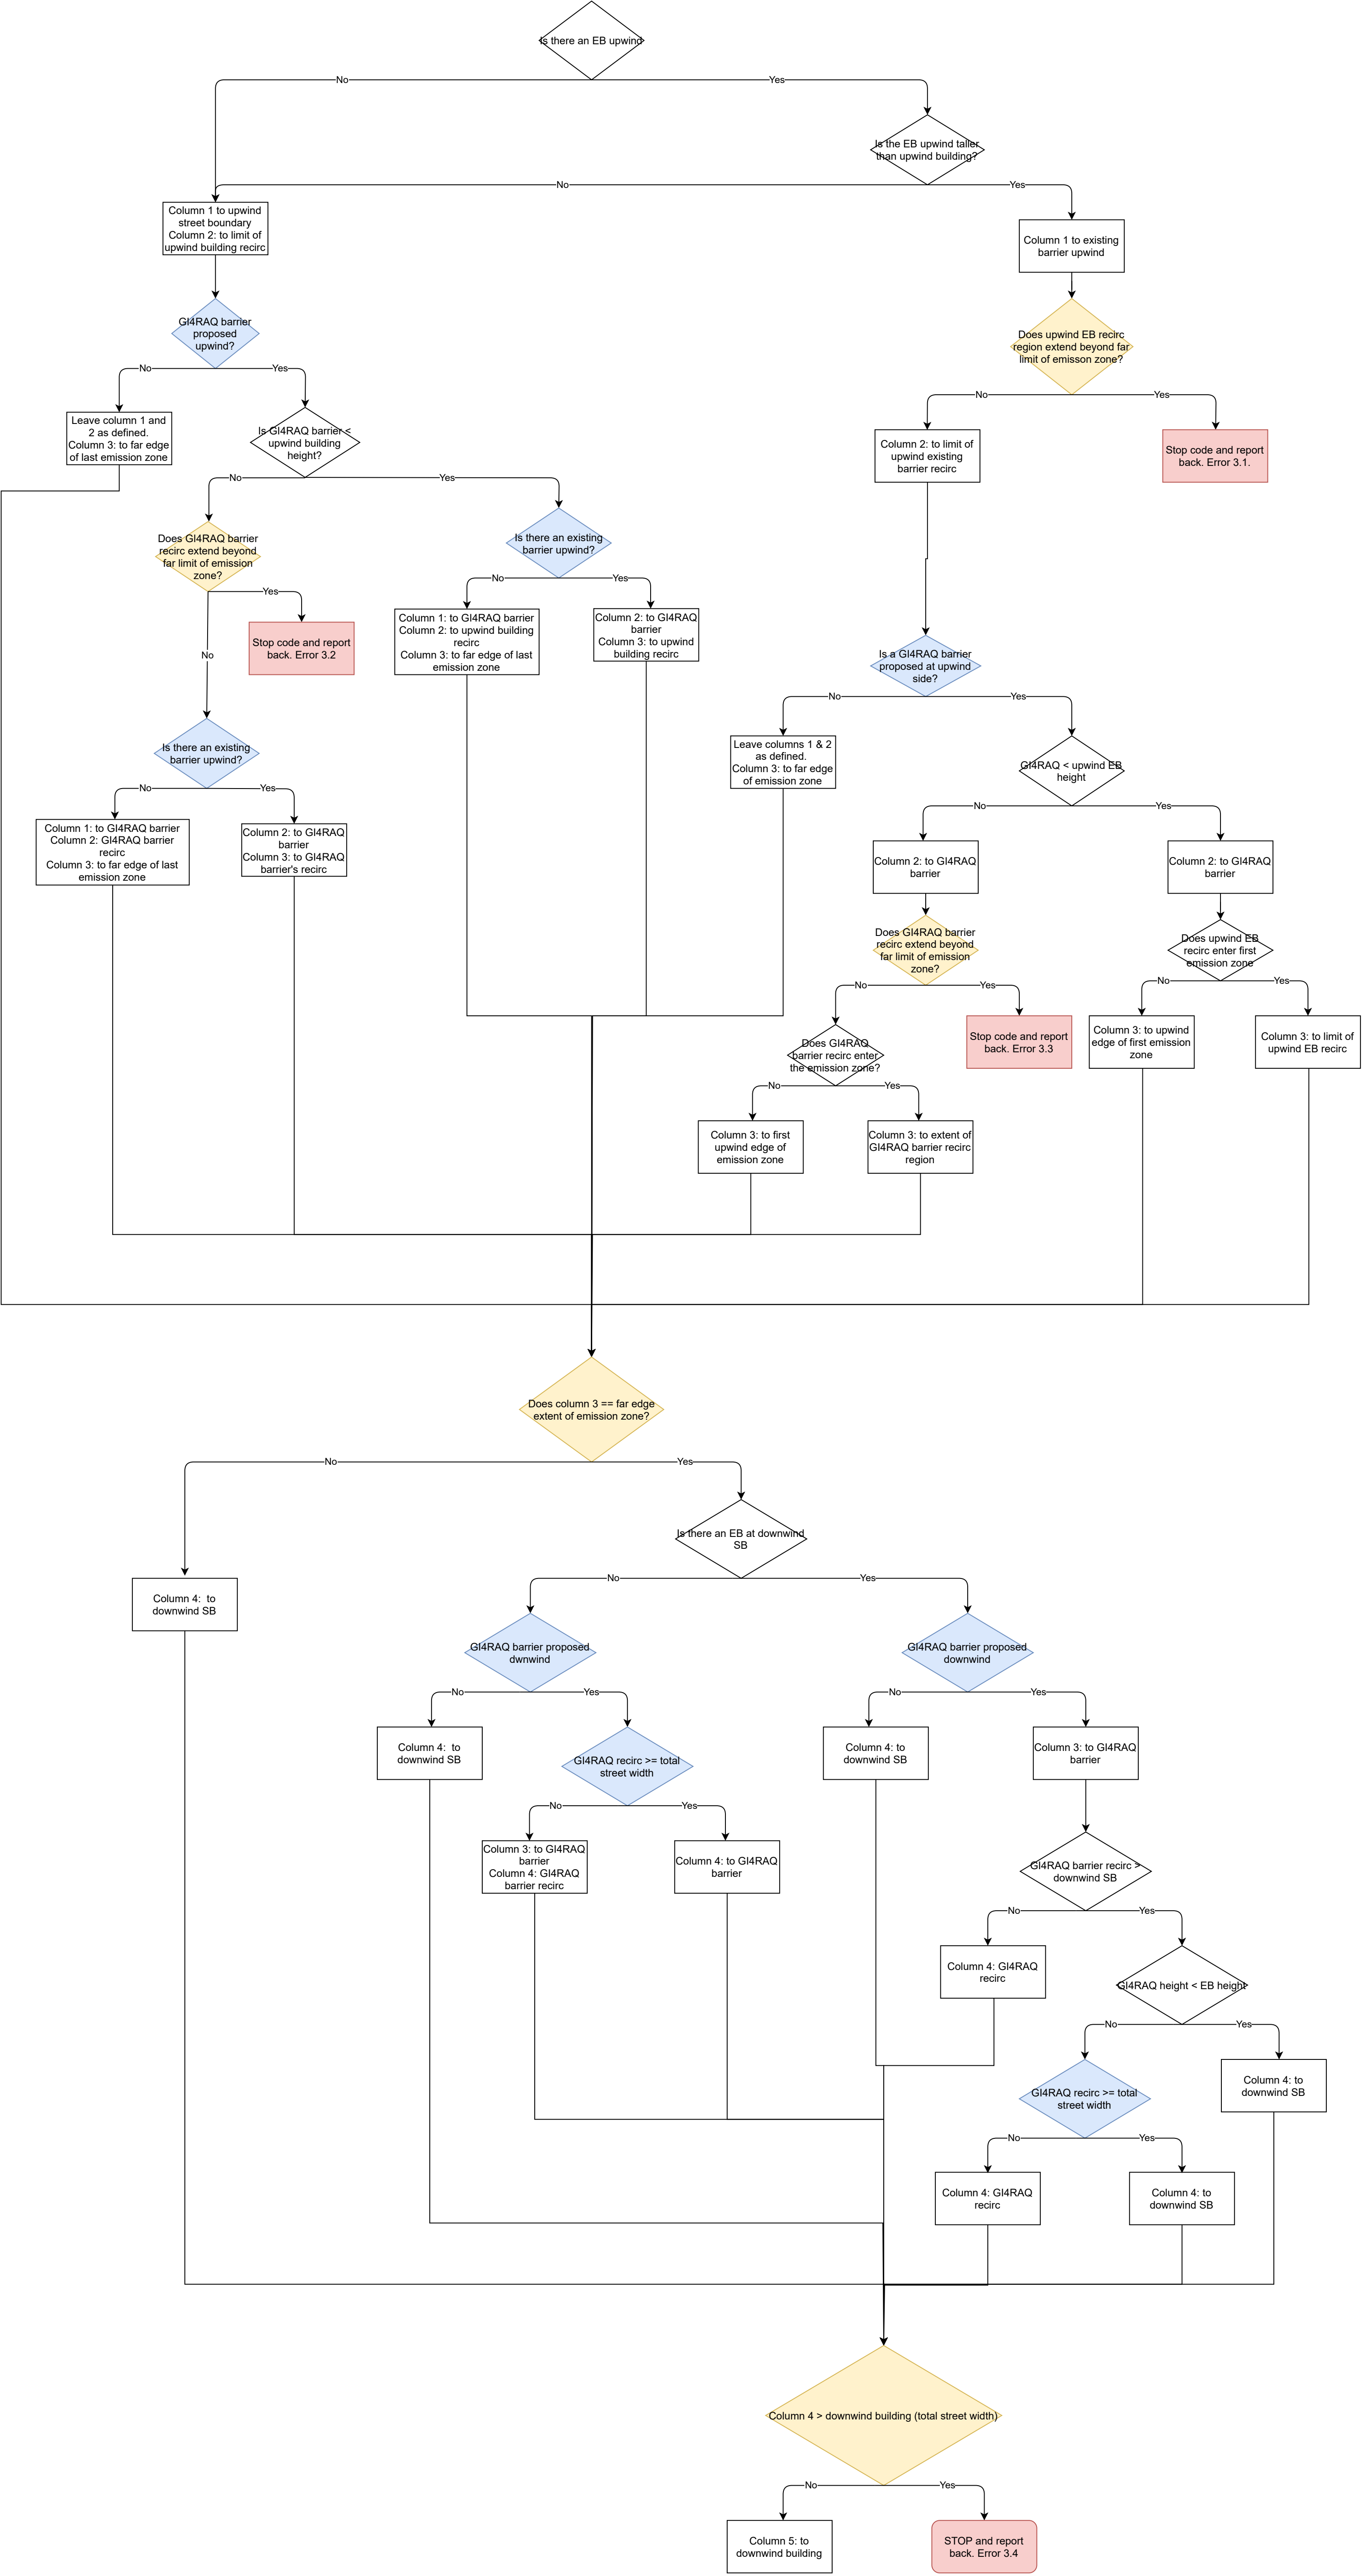 Is there an EB upwind
No
Yes
Is the EB upwind taller
than upwind building?
No
Yes
Column 1 to upwind
street boundary
Column 2: to limit of
upwind building recirc
Column 1 to existing
barrier upwind
GI4RAQ barrier
proposed
upwind?
Does upwind EB recirc
region extend beyond far
limit of emisson zone?
No
Yes
No
Yes
Leave column 1 and
2 as defined.
Column 3: to far edge
of last emission zone
Is GI4RAQ barrier <
upwind building
height?
Column 2: to limit of
upwind existing
barrier recirc
Stop code and report
back. Error 3.1.
No
Yes
Does GI4RAQ barrier
recirc extend beyond
far limit of emission
zone?
Is there an existing
barrier upwind?
Yes
No
No
Yes
Stop code and report
back. Error 3.2
Column 1: to GI4RAQ barrier
Column 2: to upwind building
recirc
Column 3: to far edge of last
emission zone
Column 2: to GI4RAQ
barrier
Column 3: to upwind
building recirc
Is a GI4RAQ barrier
proposed at upwind
side?
No
Yes
Is there an existing
barrier upwind?
Leave columns 1 & 2
as defined.
Column 3: to far edge
of emission zone
GI4RAQ < upwind EB
height
No
Yes
No
Yes
Column 1: to GI4RAQ barrier
Column 2: GI4RAQ barrier
recirc
Column 3: to far edge of last
emission zone
Column 2: to GI4RAQ
barrier
Column 3: to GI4RAQ
barrier's recirc
Column 2: to GI4RAQ
barrier
Column 2: to GI4RAQ
barrier
Does GI4RAQ barrier
recirc extend beyond
far limit of emission
zone?
Does upwind EB
recirc enter first
emission zone
No
Yes
No
Yes
Does GI4RAQ
barrier recirc enter
the emission zone?
Stop code and report
back. Error 3.3
Column 3: to upwind
edge of first emission
zone
Column 3: to limit of
upwind EB recirc
No
Yes
Column 3: to first
upwind edge of
emission zone
Column 3: to extent of
GI4RAQ barrier recirc
region
Does column 3 == far edge
extent of emission zone?
No
Yes
Is there an EB at downwind
SB
No
Yes
Column 4:  to
downwind SB
GI4RAQ barrier proposed
dwnwind
GI4RAQ barrier proposed
downwind
No
Yes
No
Yes
Column 4:  to
downwind SB
GI4RAQ recirc >= total
street width
Column 4: to
downwind SB
Column 3: to GI4RAQ
barrier
No
Yes
Column 3: to GI4RAQ
barrier
Column 4: GI4RAQ
barrier recirc
Column 4: to GI4RAQ
barrier
GI4RAQ barrier recirc >
downwind SB
No
Yes
Column 4: GI4RAQ
recirc
GI4RAQ height < EB height
No
Yes
GI4RAQ recirc >= total
street width
Column 4: to
downwind SB
No
Yes
Column 4: GI4RAQ
recirc
Column 4: to
downwind SB
Column 4 > downwind building (total street width)
No
Yes
Column 5: to
downwind building
STOP and report
back. Error 3.4